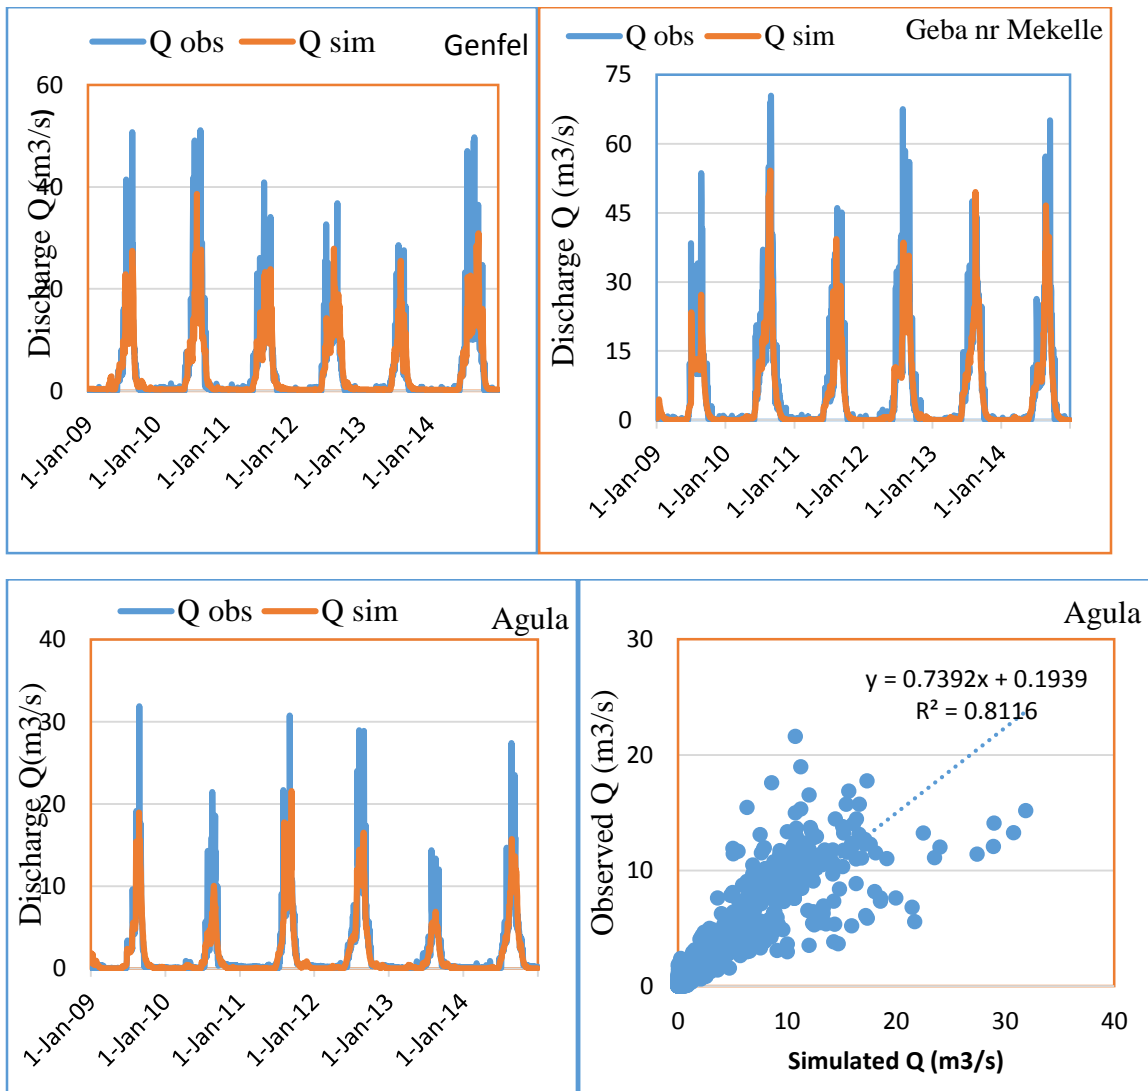 Q obs Q sim
Genfel
Discharge Q (m3/s)
60
40
20
0
1-Jan-09
1-Jan-10
1-Jan-11
1-Jan-12
1-Jan-13
1-Jan-14
Q obs Q sim
Geba nr Mekelle
Discharge Q (m3/s)
75
60
45
30
15
0
1-Jan-09
1-Jan-10
1-Jan-11
1-Jan-12
1-Jan-13
1-Jan-14
Q obs Q sim
Agula
Discharge Q(m3/s)
40
30
20
10
0
1-Jan-09
1-Jan-10
1-Jan-11
1-Jan-12
1-Jan-13
1-Jan-14
Agula
Observed Q (m3/s)
30
20
10
0
y = 0.7392x + 0.1939
R² = 0.8116
0 10 20 30 40
Simulated Q (m3/s)